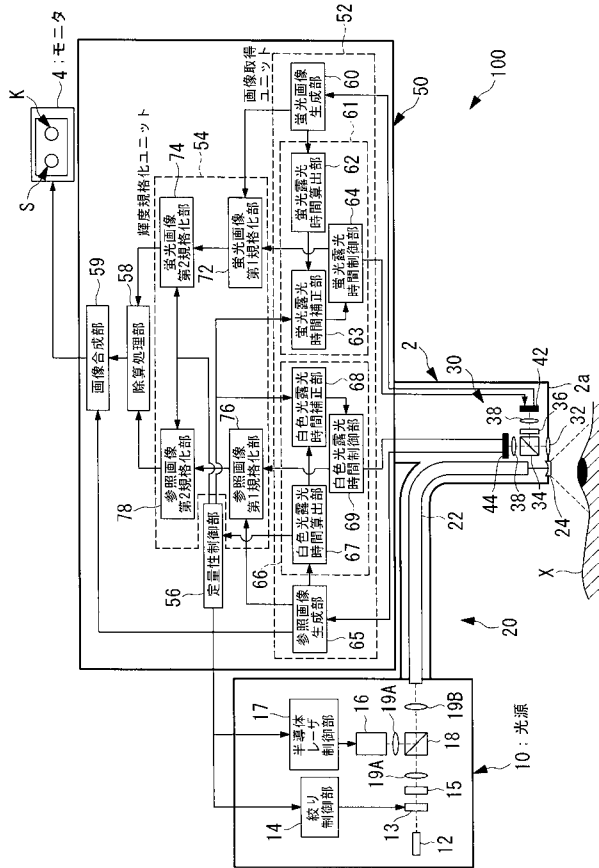 100
4：モニタ
K
S
50
52
画像取得
ユニット
54
輝度規格化ユニット
59
画像合成部
58
除算処理部
74
蛍光画像
第2規格化部
72
蛍光画像
第1規格化部
78
参照画像
第2規格化部
76
参照画像
第1規格化部
56
定量性制御部
60
蛍光画像
生成部
61
62
蛍光露光
時間算出部
63
蛍光露光
時間補正部
64
蛍光露光
時間制御部
65
参照画像
生成部
66
67
白色光露光
時間算出部
68
白色光露光
時間補正部
69
白色光露光
時間制御部
10：光源
12
13
14
絞り
制御部
15
16
17
半導体
レーザ
制御部
18
19A
19A
19B
20
22
24
2
2a
30
32
34
36
38
38
42
44
X